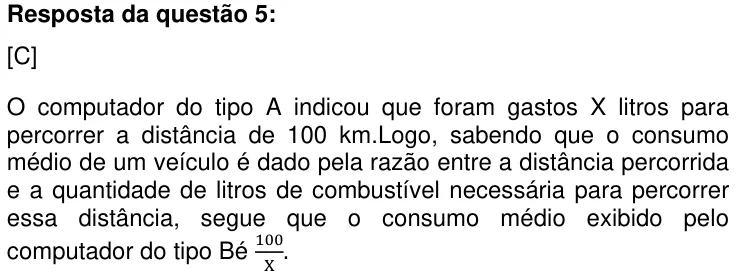 Resposta da questão 5:
[C]
O computador do tipo A indicou que foram gastos X litros para
percorrer a distância de 100 km.Logo, sabendo que o consumo
médio de um veículo é dado pela razão entre a distância percorrida
e a quantidade de litros de combustível necessária para percorrer
essa distância, segue que o consumo médio exibido pelo
computador do tipo Bé 100/X.